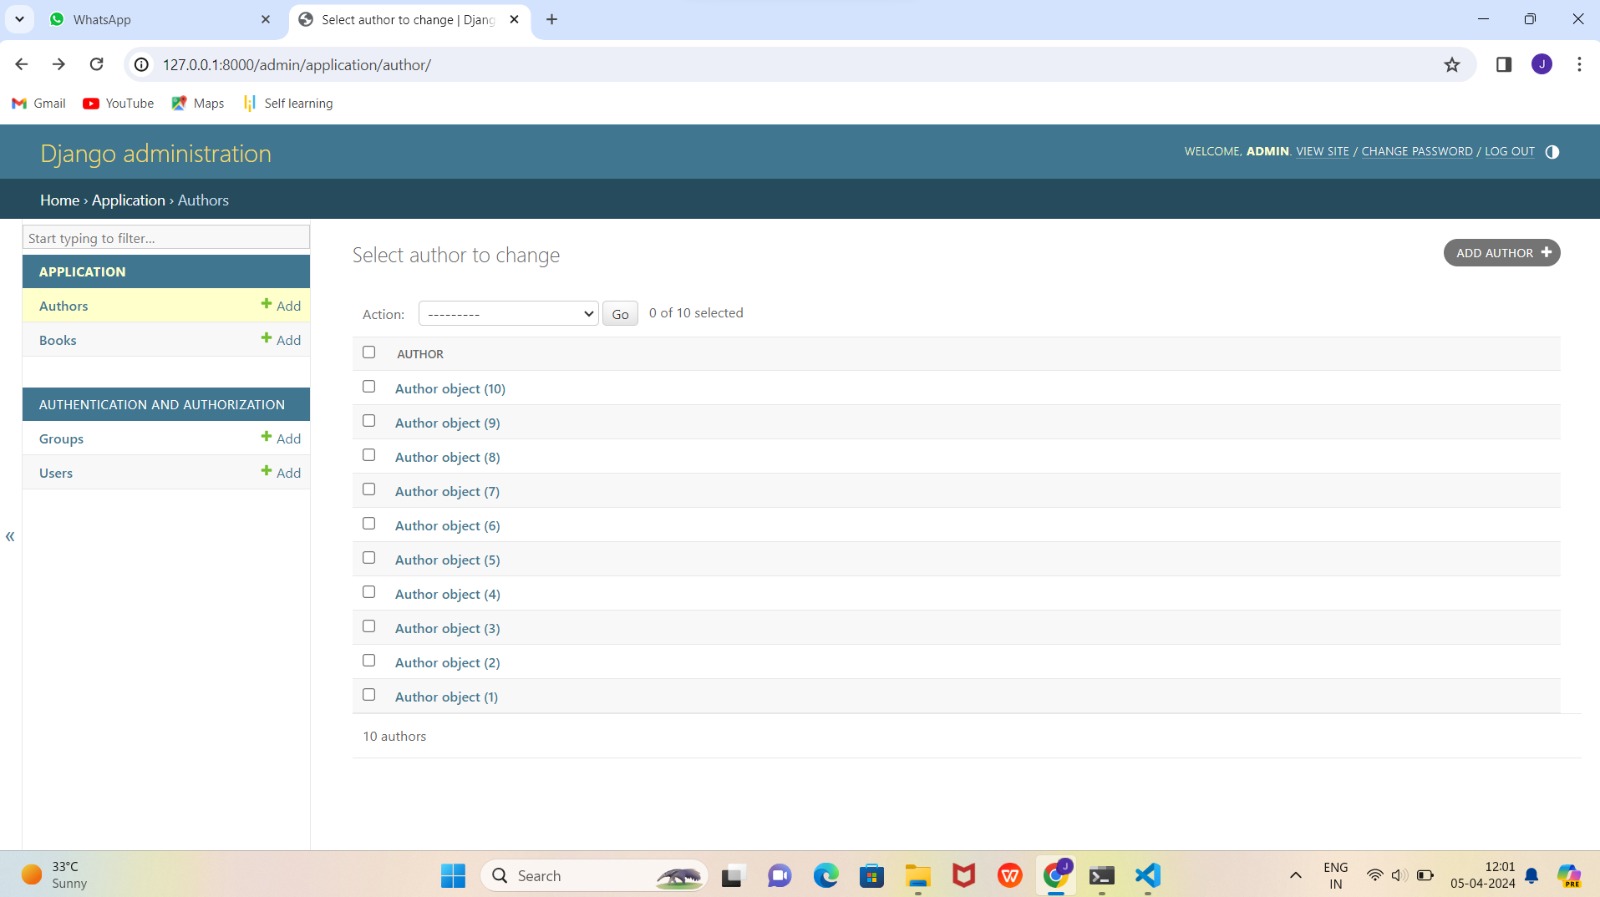 WhatsApp
Select author to change | Djang
127.0.0.1:8000/admin/application/author/
J
Gmail
YouTube
Maps
Self learning
Django administration
WELCOME, ADMIN. VIEW SITE / CHANGE PASSWORD / LOG OUT
Home › Application › Authors
Start typing to filter...
APPLICATION
Authors
+ Add
Books
+ Add
AUTHENTICATION AND AUTHORIZATION
Groups
+ Add
Users
+ Add
«
Select author to change
ADD AUTHOR +
Action:
---------
Go
0 of 10 selected
AUTHOR
Author object (10)
Author object (9)
Author object (8)
Author object (7)
Author object (6)
Author object (5)
Author object (4)
Author object (3)
Author object (2)
Author object (1)
10 authors
33°C
Sunny
Search
W
J
ENG
IN
12:01
05-04-2024
PRE